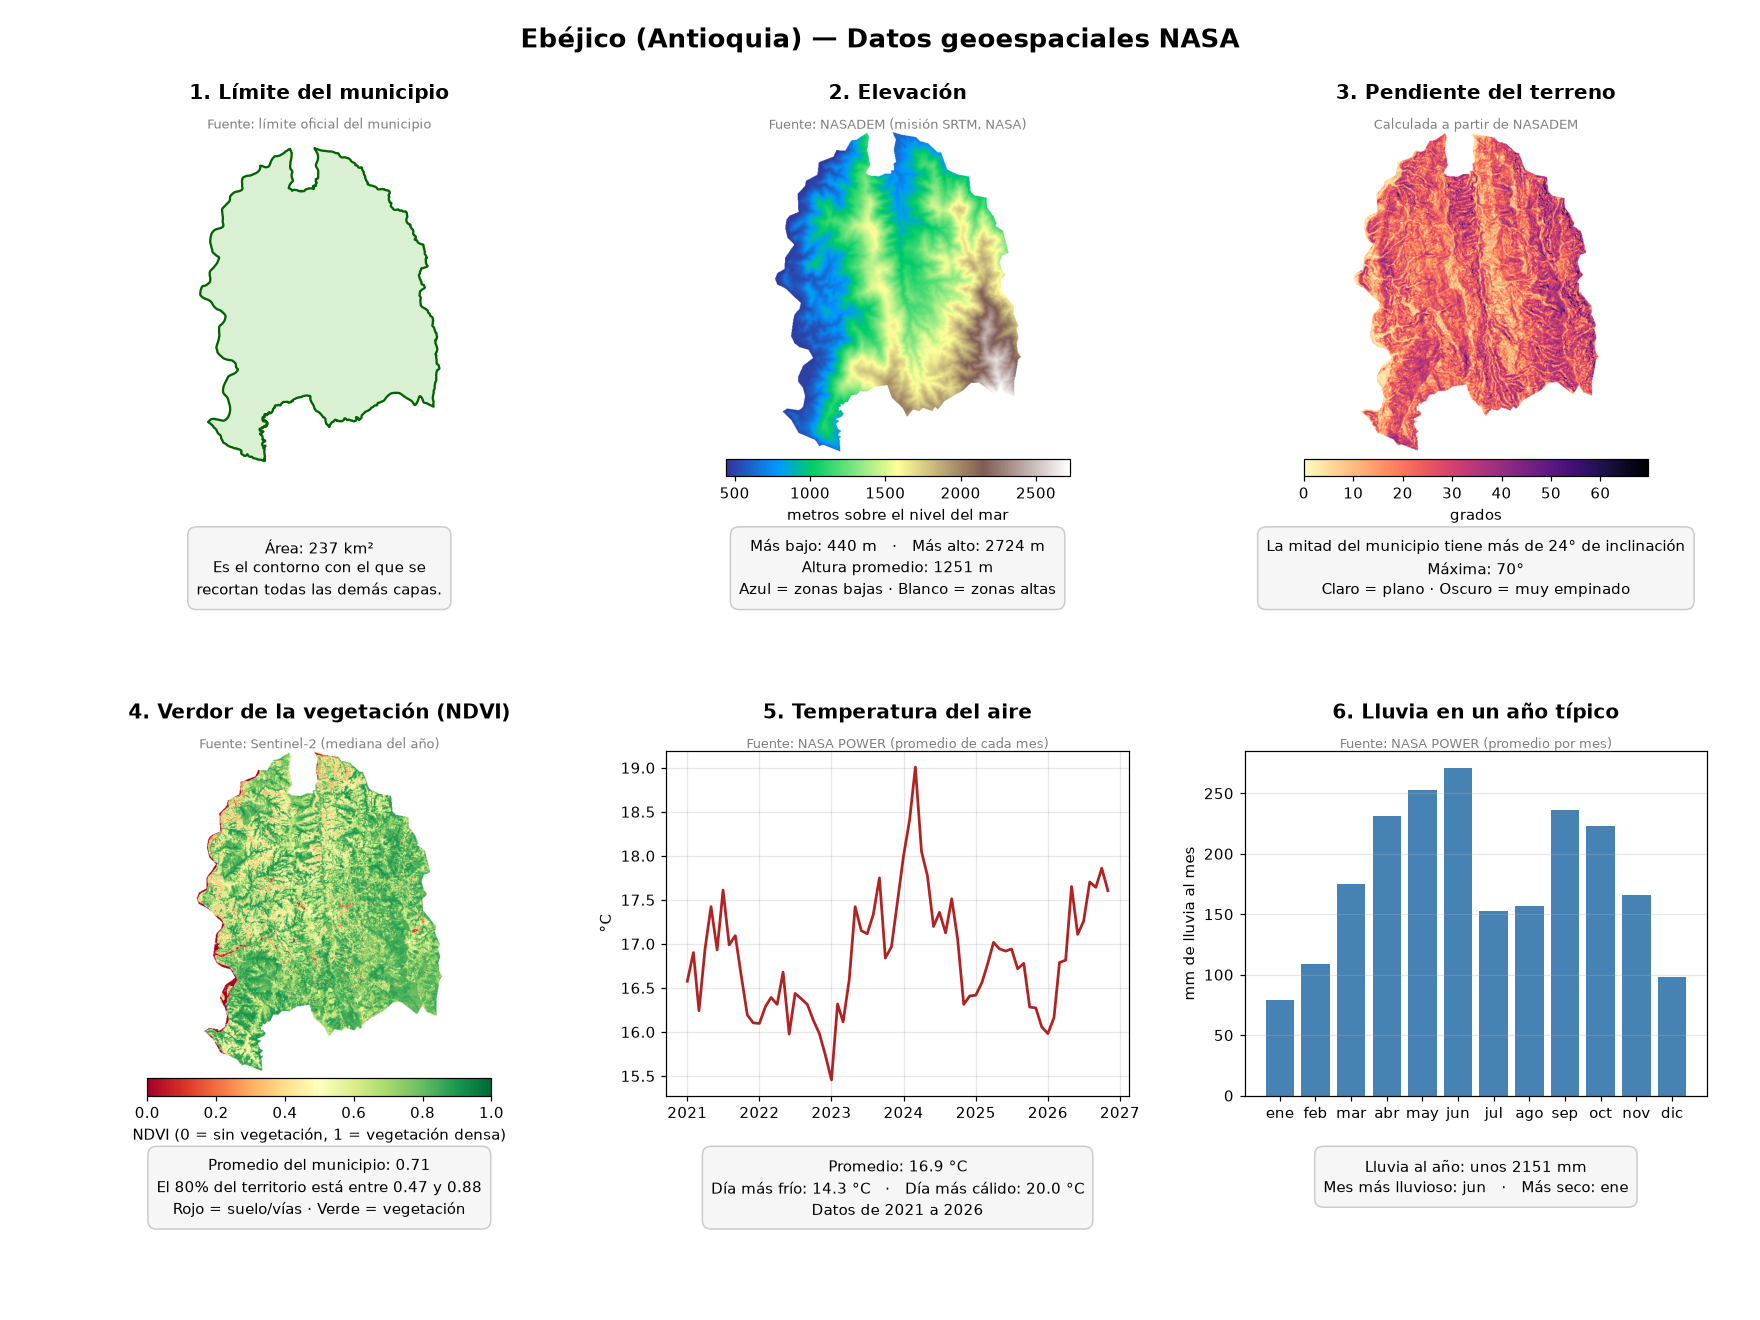 Ebéjico (Antioquia) — Datos geoespaciales NASA
1. Límite del municipio
Fuente: límite oficial del municipio
Área: 237 km²
Es el contorno con el que se
recortan todas las demás capas.
2. Elevación
Fuente: NASADEM (misión SRTM, NASA)
500 1000 1500 2000 2500
metros sobre el nivel del mar
Más bajo: 440 m · Más alto: 2724 m
Altura promedio: 1251 m
Azul = zonas bajas · Blanco = zonas altas
3. Pendiente del terreno
Calculada a partir de NASADEM
0 10 20 30 40 50 60
grados
La mitad del municipio tiene más de 24° de inclinación
Máxima: 70°
Claro = plano · Oscuro = muy empinado
4. Verdor de la vegetación (NDVI)
Fuente: Sentinel-2 (mediana del año)
0.0 0.2 0.4 0.6 0.8 1.0
NDVI (0 = sin vegetación, 1 = vegetación densa)
Promedio del municipio: 0.71
El 80% del territorio está entre 0.47 y 0.88
Rojo = suelo/vías · Verde = vegetación
5. Temperatura del aire
Fuente: NASA POWER (promedio de cada mes)
°C
19.0
18.5
18.0
17.5
17.0
16.5
16.0
15.5
2021 2022 2023 2024 2025 2026 2027
Promedio: 16.9 °C
Día más frío: 14.3 °C · Día más cálido: 20.0 °C
Datos de 2021 a 2026
6. Lluvia en un año típico
Fuente: NASA POWER (promedio por mes)
mm de lluvia al mes
250
200
150
100
50
0
ene feb mar abr may jun jul ago sep oct nov dic
Lluvia al año: unos 2151 mm
Mes más lluvioso: jun · Más seco: ene